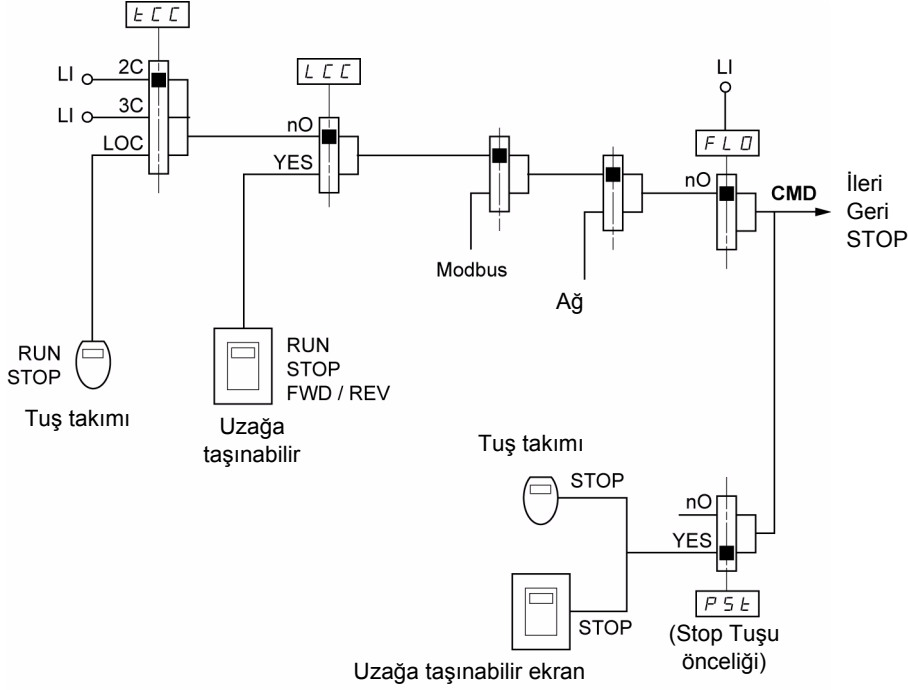 tCC
LCC
LI 2C
LI 3C
LOC
nO
YES
LI
FLO
nO
CMD
İleri
Geri
STOP
Modbus
Ağ
RUN
STOP
Tuş takımı
RUN
STOP
FWD / REV
Uzağa
taşınabilir
Tuş takımı
STOP
nO
YES
PSt
STOP
(Stop Tuşu
önceliği)
Uzağa taşınabilir ekran